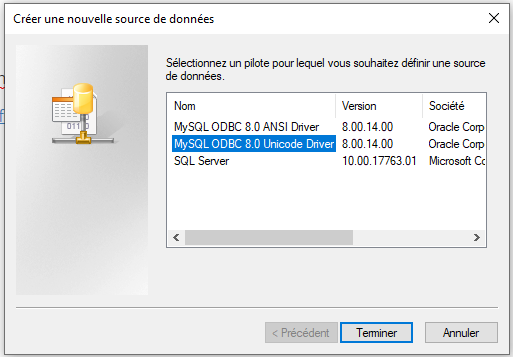 Créer une nouvelle source de données
Sélectionnez un pilote pour lequel vous souhaitez définir une source
de données.
Nom Version Société
MySQL ODBC 8.0 ANSI Driver 8.00.14.00 Oracle Corp
MySQL ODBC 8.0 Unicode Driver 8.00.14.00 Oracle Corp
SQL Server 10.00.17763.01 Microsoft Co
01110
< Précédent Terminer Annuler